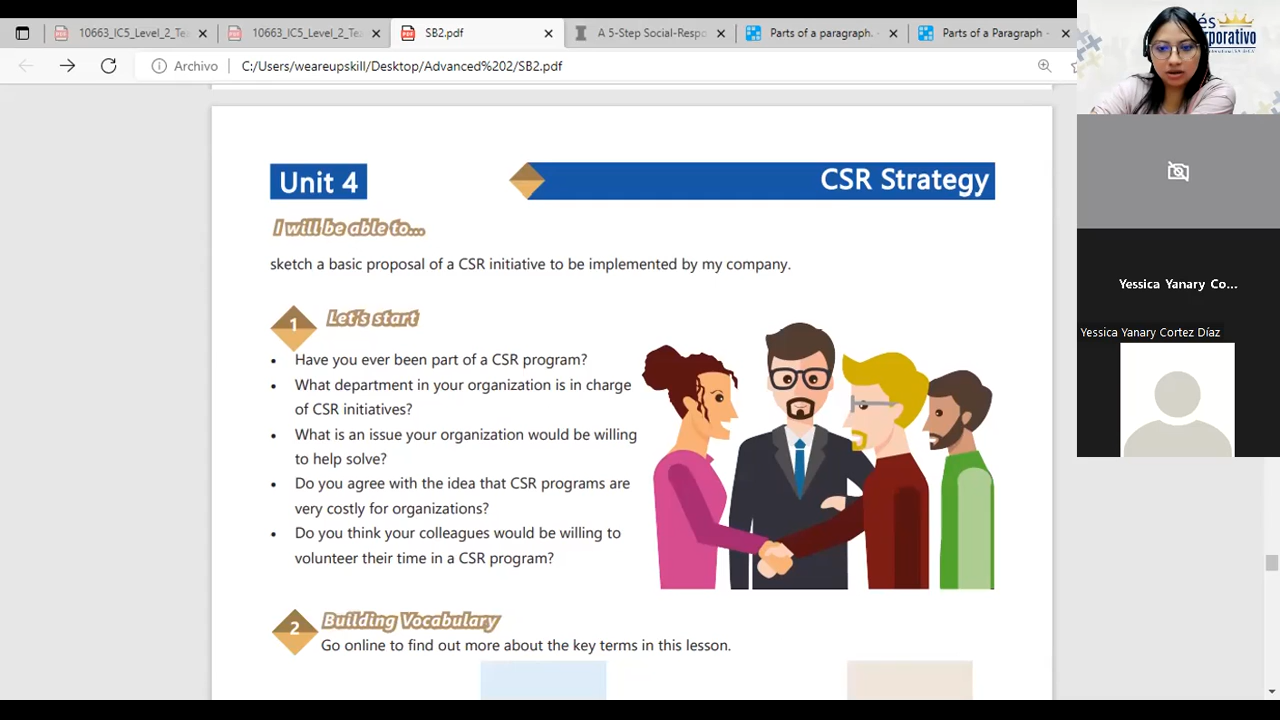 10663_IC5_Level_2_Te
10663_IC5_Level_2_Te
SB2.pdf
A 5-Step Social-Respo
Parts of a paragraph.
Parts of a Paragraph -
Archivo
C:/Users/weareupskill/Desktop/Advanced%202/SB2.pdf
Unit 4
CSR Strategy
I will be able to...
sketch a basic proposal of a CSR initiative to be implemented by my company.
1
Let's start
• Have you ever been part of a CSR program?
• What department in your organization is in charge
of CSR initiatives?
• What is an issue your organization would be willing
to help solve?
• Do you agree with the idea that CSR programs are
very costly for organizations?
• Do you think your colleagues would be willing to
volunteer their time in a CSR program?
2
Building Vocabulary
Go online to find out more about the key terms in this lesson.
és
rporativo
Yessica Yanary Co...
Yessica Yanary Cortez Díaz